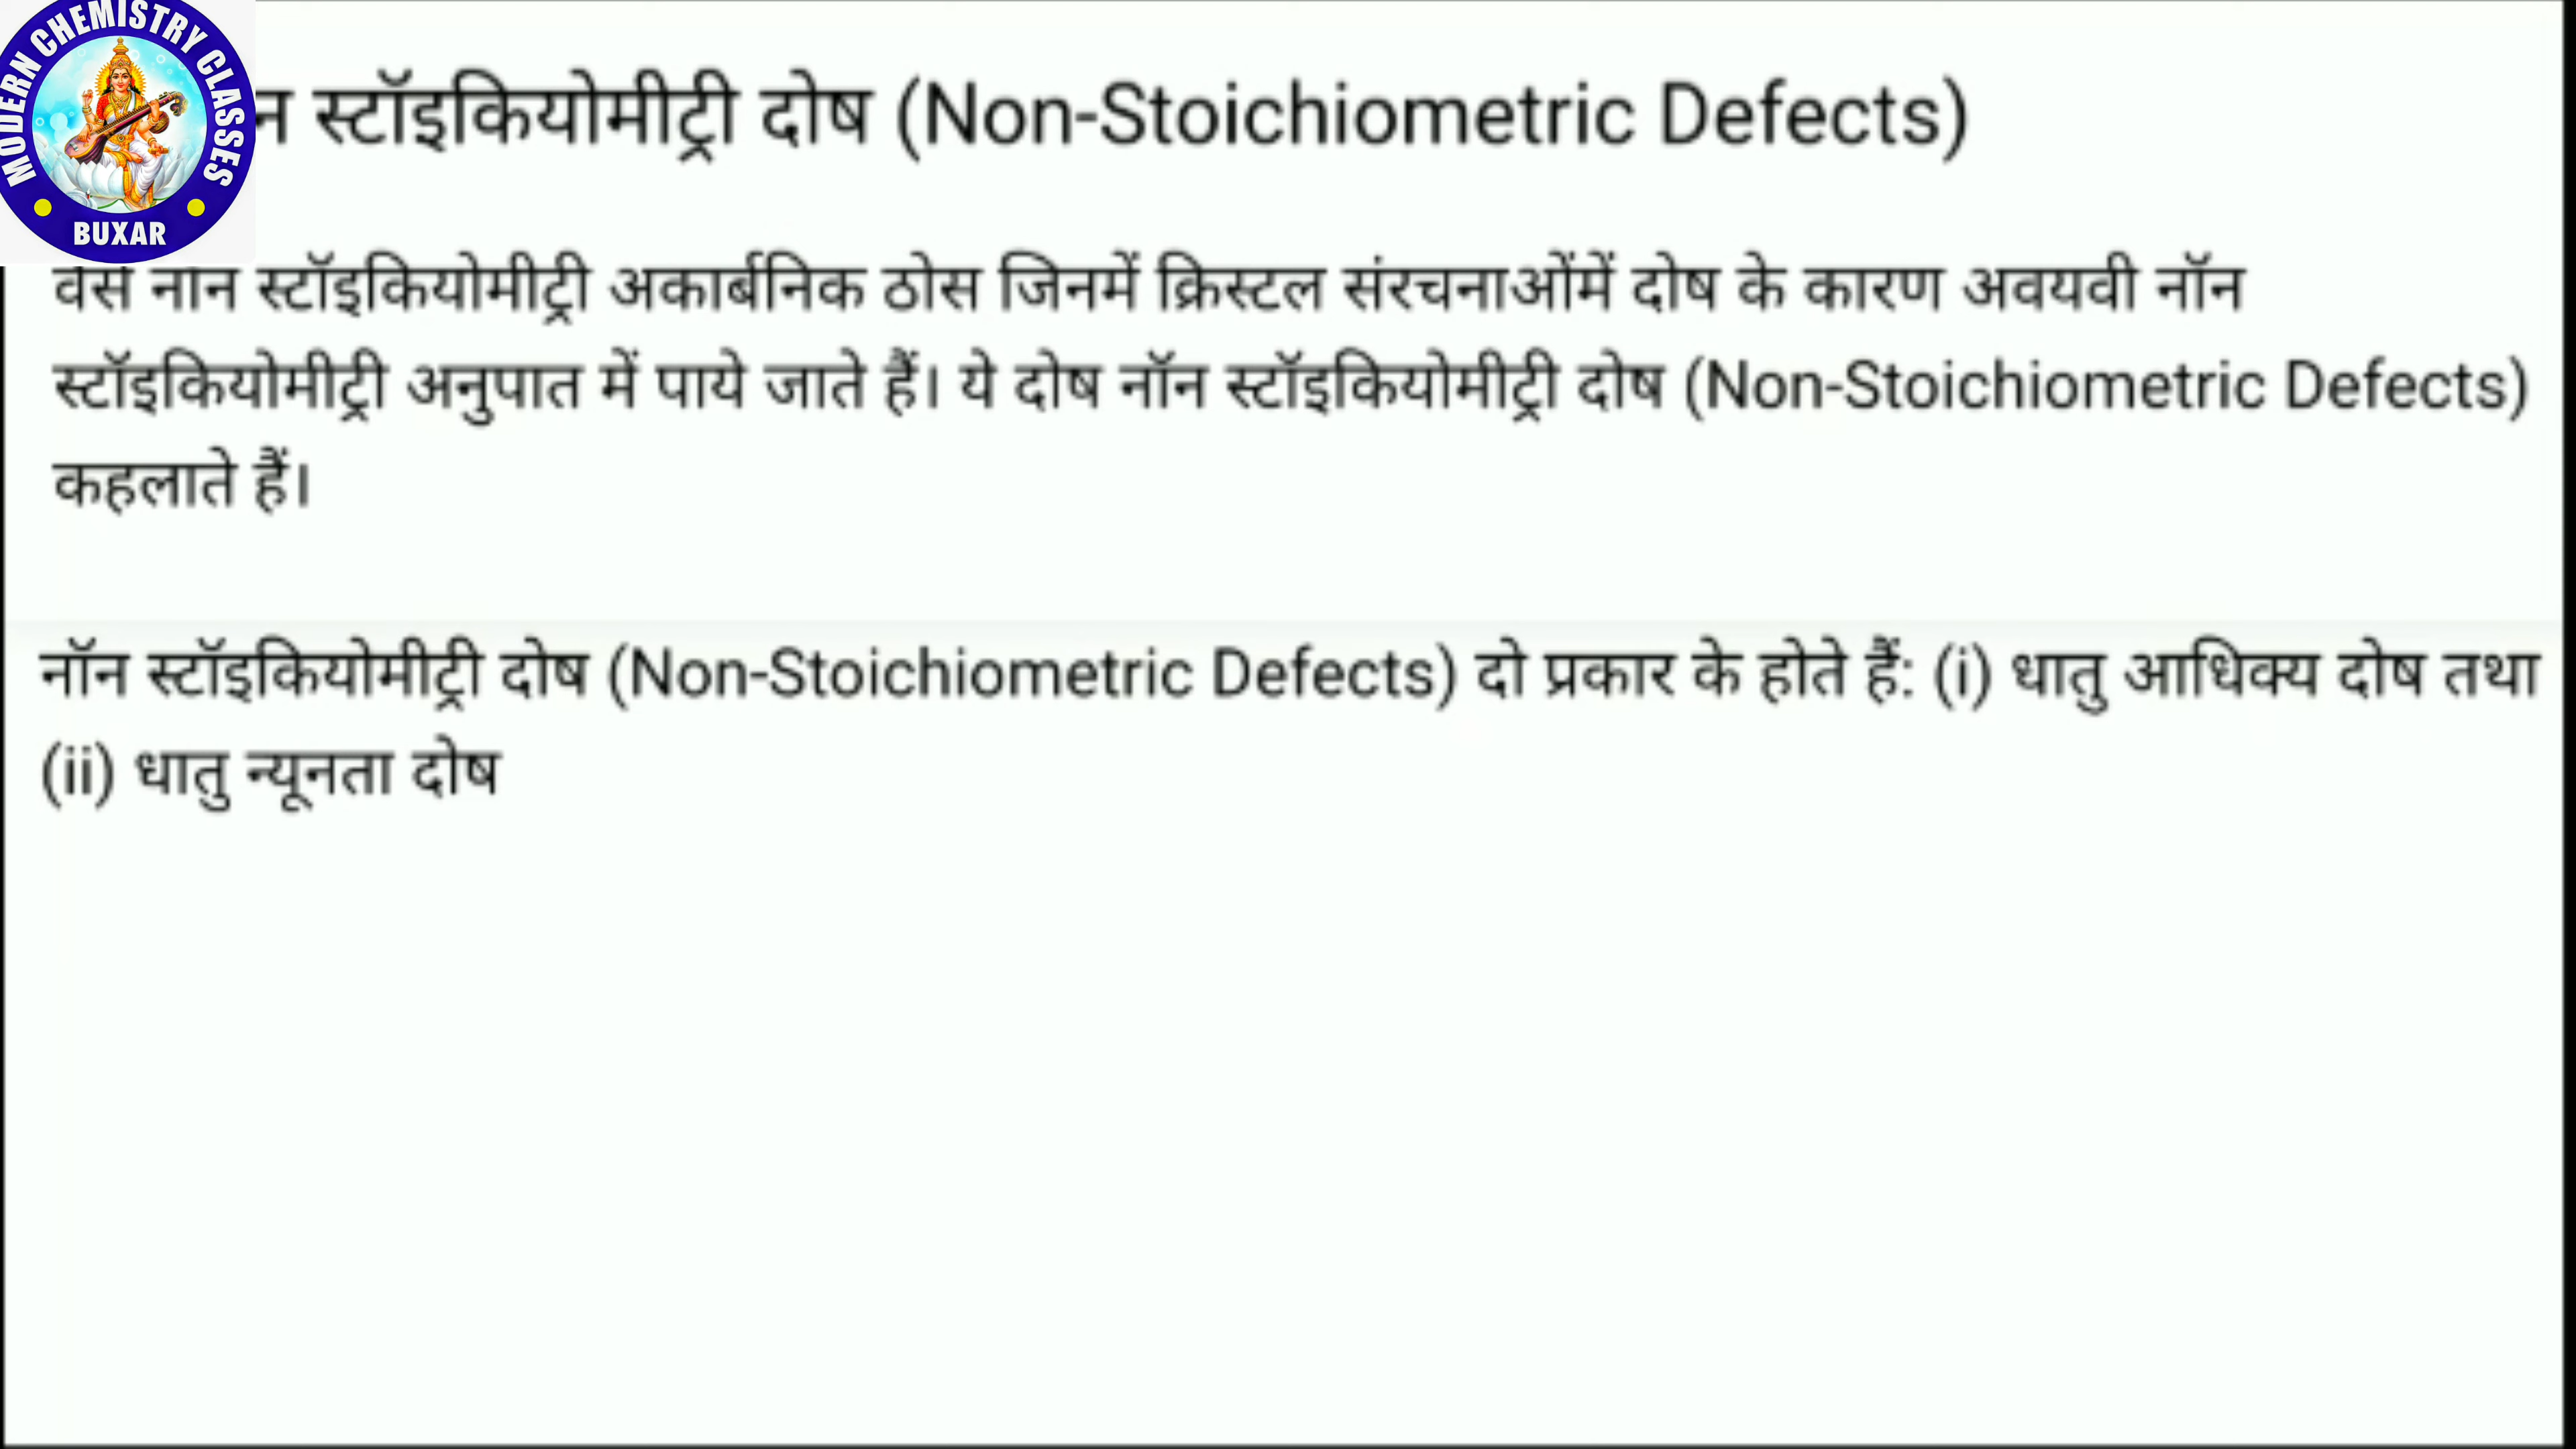 MODERN CHEMISTRY CLASSES
BUXAR
न स्टॉइकियोमीट्री दोष (Non-Stoichiometric Defects)
वैसे नॉन स्टॉइकियोमीट्री अकार्बनिक ठोस जिनमें क्रिस्टल संरचनाओंमें दोष के कारण अवयवी नॉन
स्टॉइकियोमीट्री अनुपात में पाये जाते हैं। ये दोष नॉन स्टॉइकियोमीट्री दोष (Non-Stoichiometric Defects)
कहलाते हैं।
नॉन स्टॉइकियोमीट्री दोष (Non-Stoichiometric Defects) दो प्रकार के होते हैं: (i) धातु आधिक्य दोष तथा
(ii) धातु न्यूनता दोष